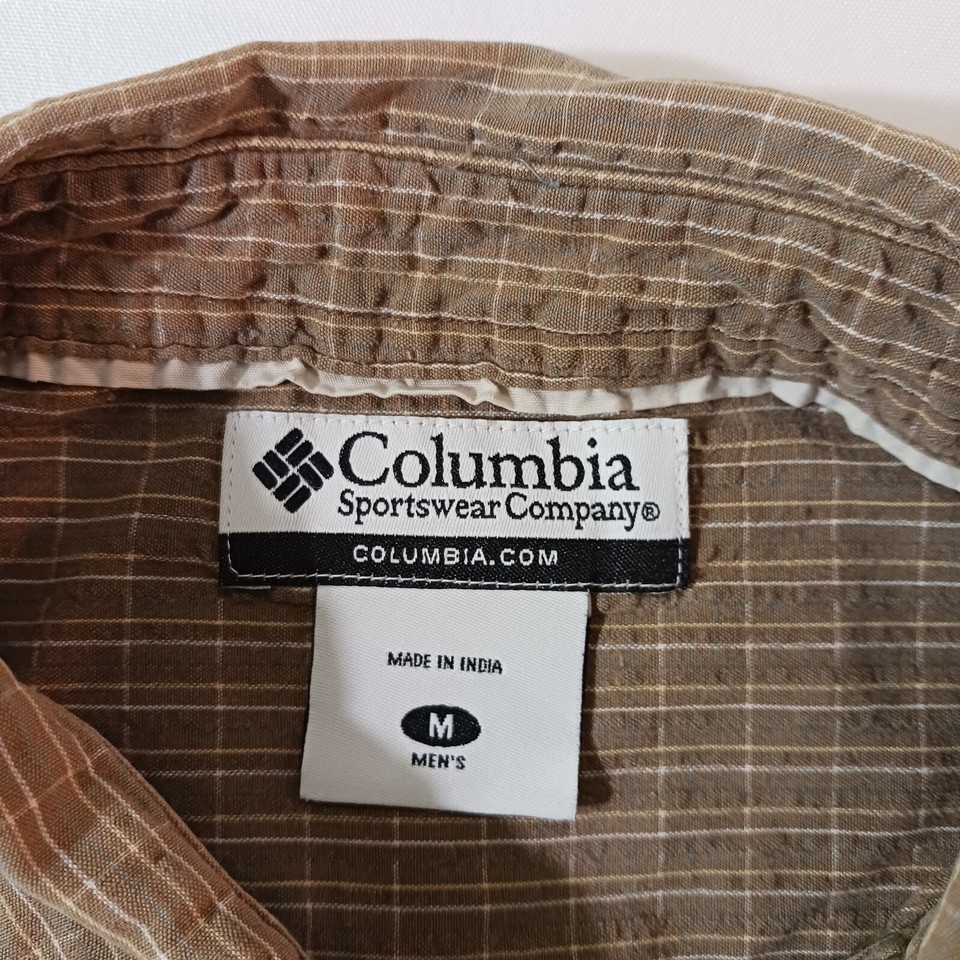 Columbia
Sportswear Company®
COLUMBIA.COM
MADE IN INDIA
M
MEN'S